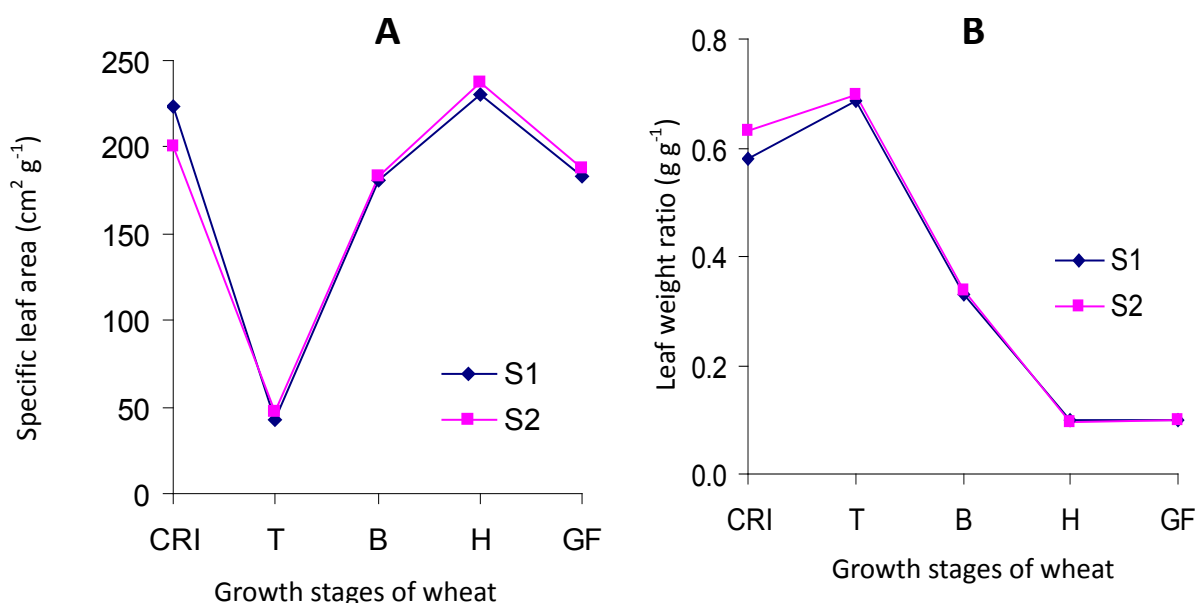 A
Specific leaf area (cm² g⁻¹)
250
200
150
100
50
0
S1
S2
CRI T B H GF
Growth stages of wheat
B
Leaf weight ratio (g g⁻¹)
0.8
0.6
0.4
0.2
0.0
S1
S2
CRI T B H GF
Growth stages of wheat